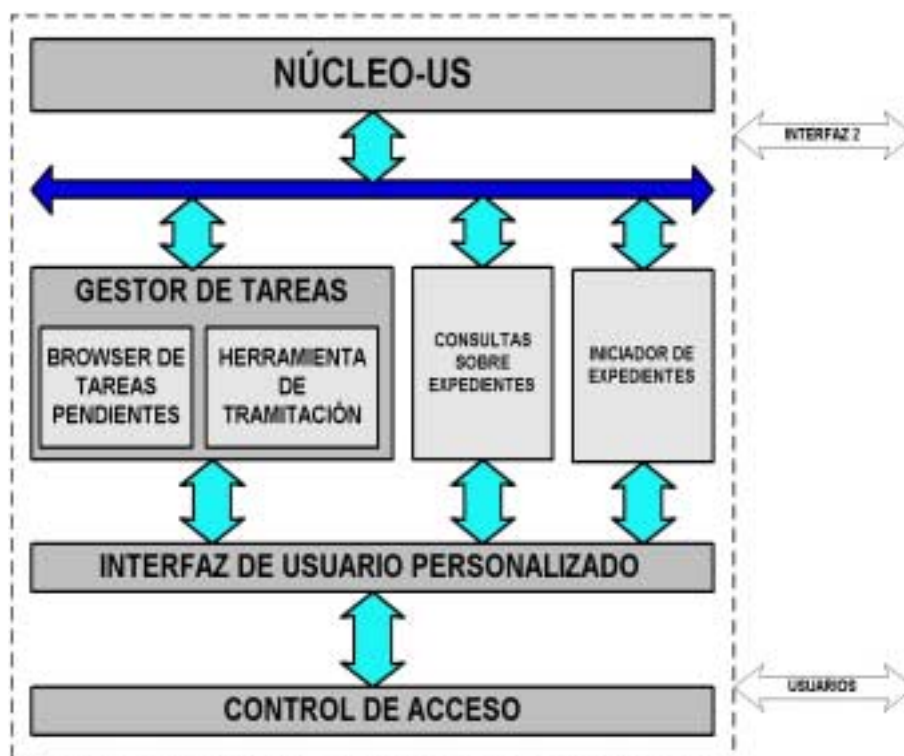 NÚCLEO-US
INTERFAZ 2
GESTOR DE TAREAS
BROWSER DE
TAREAS
PENDIENTES
HERRAMIENTA
DE
TRAMITACIÓN
CONSULTAS
SOBRE
EXPEDIENTES
INICIADOR DE
EXPEDIENTES
INTERFAZ DE USUARIO PERSONALIZADO
USUARIOS
CONTROL DE ACCESO